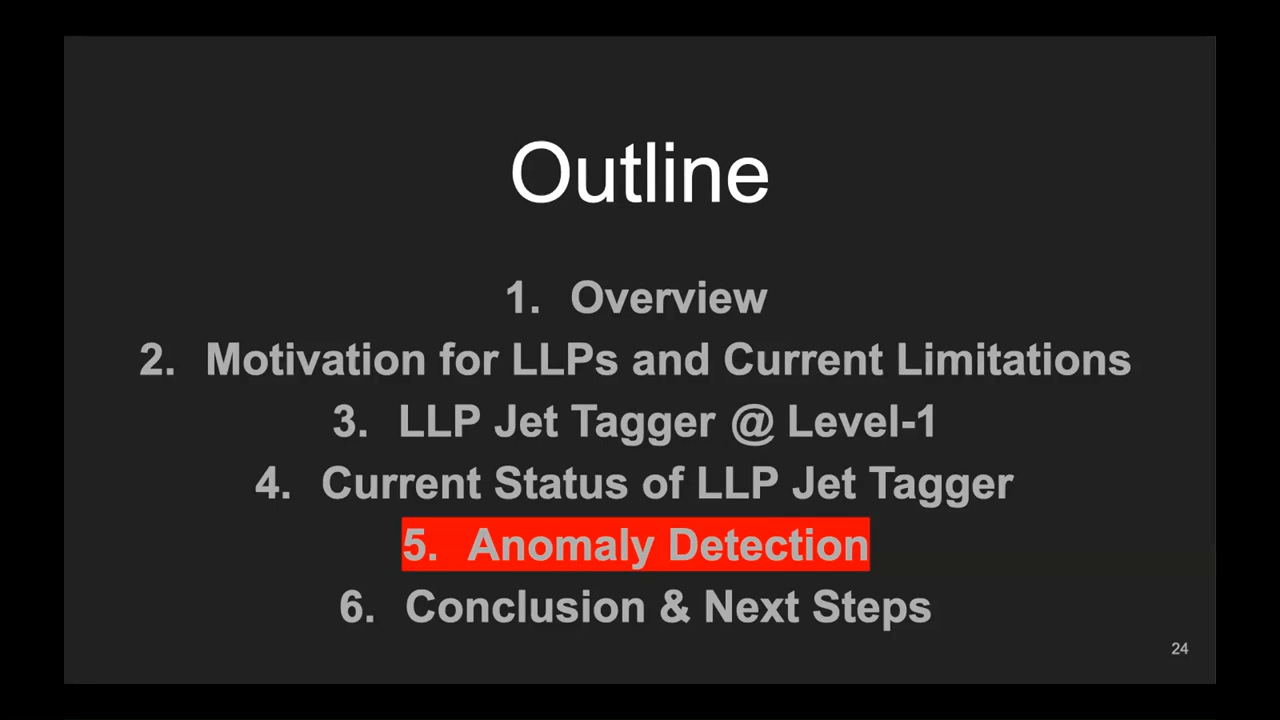 Outline
1. Overview
2. Motivation for LLPs and Current Limitations
3. LLP Jet Tagger @ Level-1
4. Current Status of LLP Jet Tagger
5. Anomaly Detection
6. Conclusion & Next Steps
24